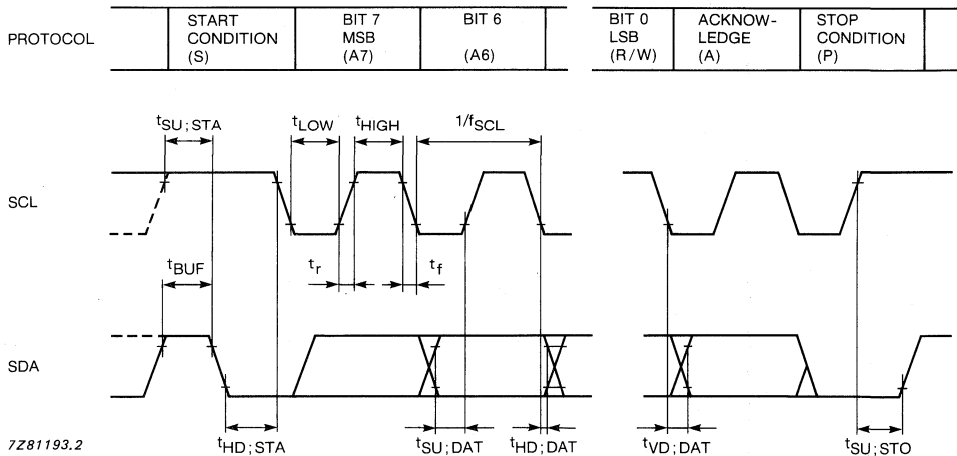 PROTOCOL
START
CONDITION
(S)
BIT 7
MSB
(A7)
BIT 6
(A6)
BIT 0
LSB
(R/W)
ACKNOW-
LEDGE
(A)
STOP
CONDITION
(P)
tSU;STA
tLOW
tHIGH
1/fSCL
SCL
tBUF
tr
tf
SDA
tHD;STA
tSU;DAT
tHD;DAT
tVD;DAT
tSU;STO
7Z81193.2